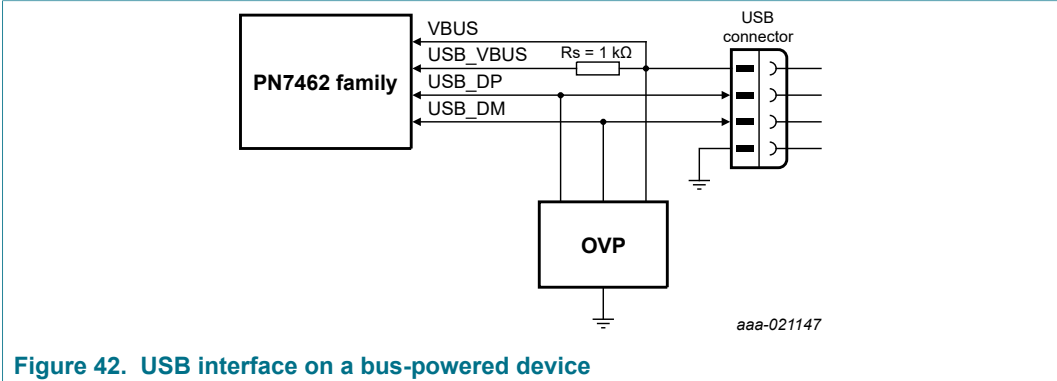 USB
connector
VBUS
USB_VBUS
Rs = 1 kΩ
USB_DP
USB_DM
PN7462 family
OVP
aaa-021147
Figure 42. USB interface on a bus-powered device